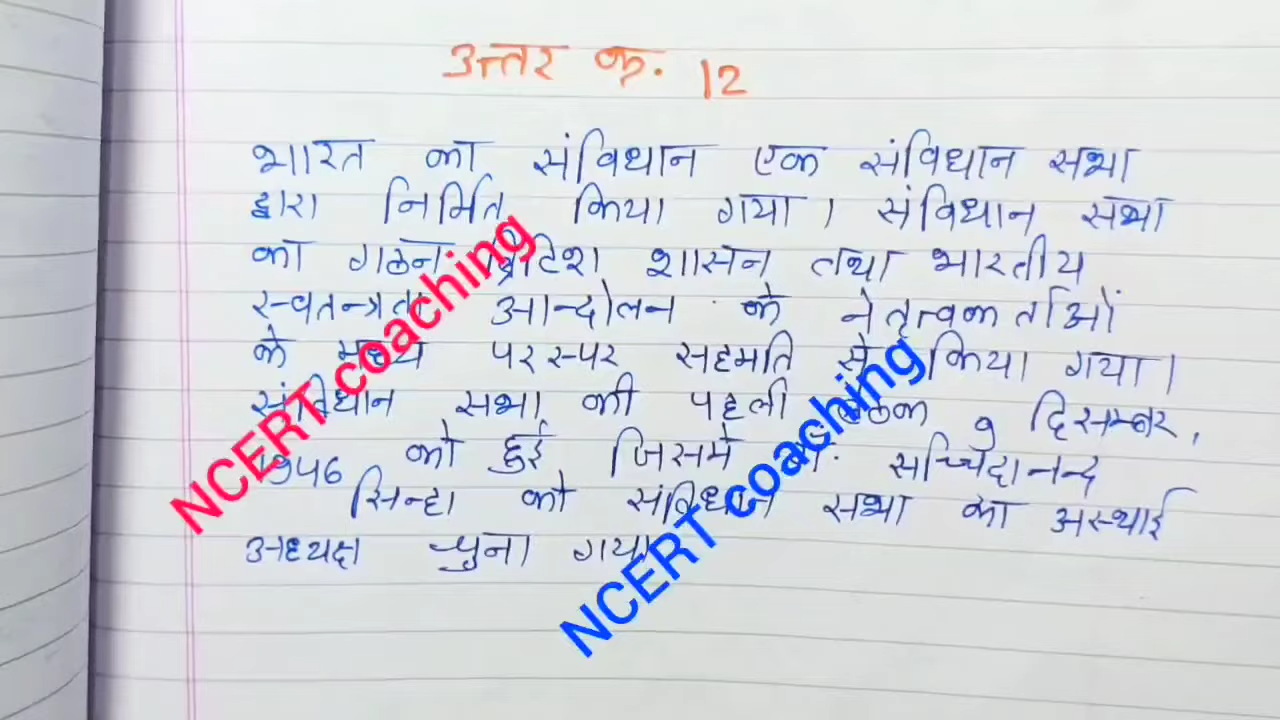 उत्तर क्र. 12
भारत का संविधान एक संविधान सभा
द्वारा निर्मित किया गया। संविधान सभा
का गठन ब्रिटिश शासन तथा भारतीय
स्वतन्त्रता आन्दोलन के नेतृत्वकर्ताओं
के मध्य परस्पर सहमति से किया गया।
संविधान सभा की पहली बैठक 9 दिसम्बर,
1946 को हुई जिसमें सच्चिदानन्द
सिन्हा को संविधान सभा का अस्थाई
अध्यक्ष चुना गया
NCERT coaching
NCERT coaching